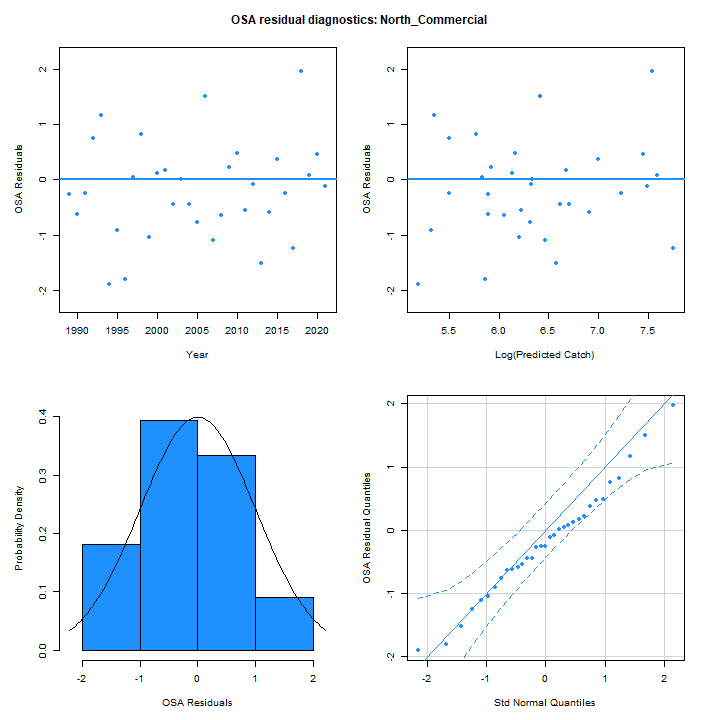 OSA residual diagnostics: North_Commercial
OSA Residuals
2
1
0
-1
-2
1990 1995 2000 2005 2010 2015 2020
Year
OSA Residuals
2
1
0
-1
-2
5.5 6.0 6.5 7.0 7.5
Log(Predicted Catch)
Probability Density
0.4
0.3
0.2
0.1
0.0
-2 -1 0 1 2
OSA Residuals
OSA Residual Quantiles
2
1
0
-1
-2
-2 -1 0 1 2
Std Normal Quantiles